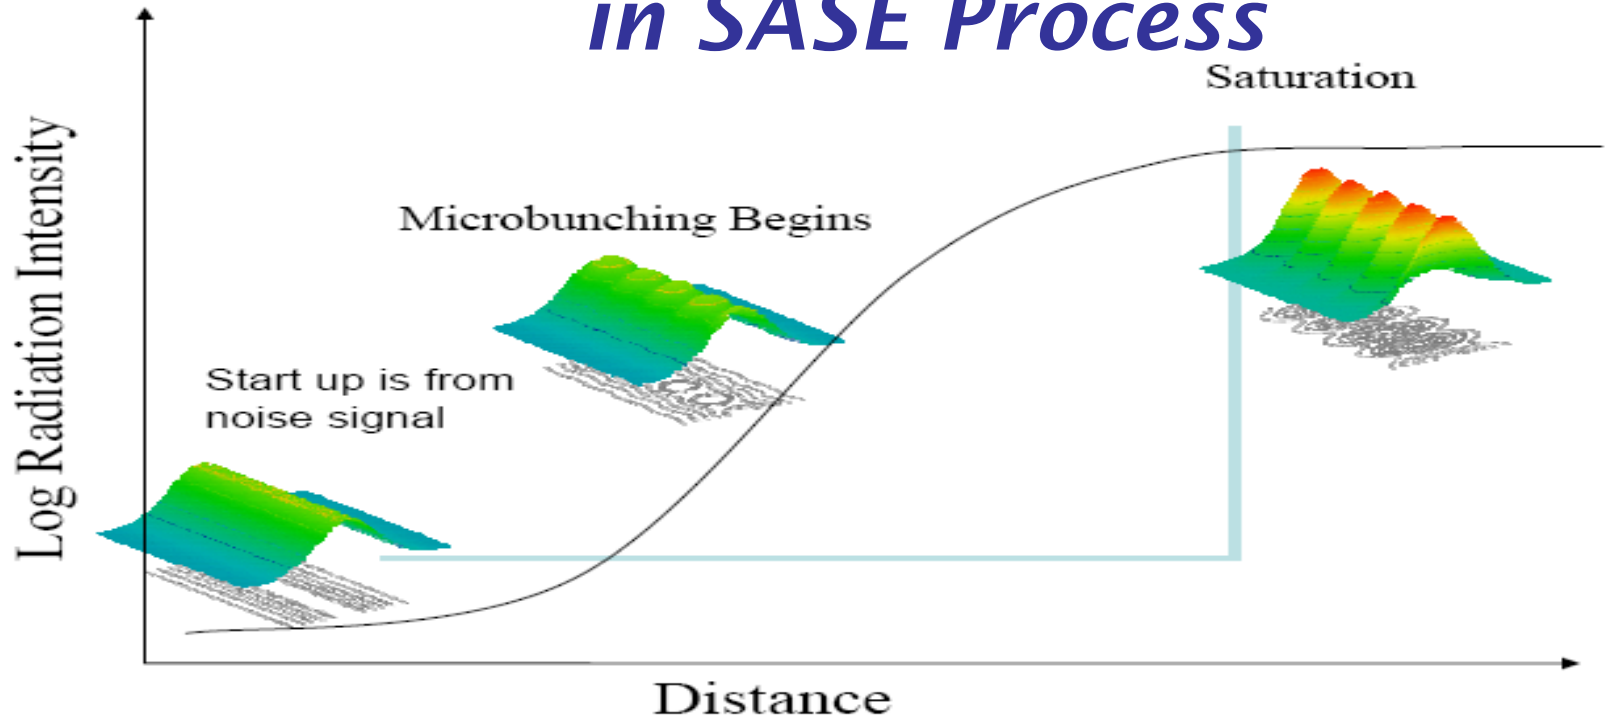 in SASE Process
Saturation
Microbunching Begins
Start up is from
noise signal
Log Radiation Intensity
Distance